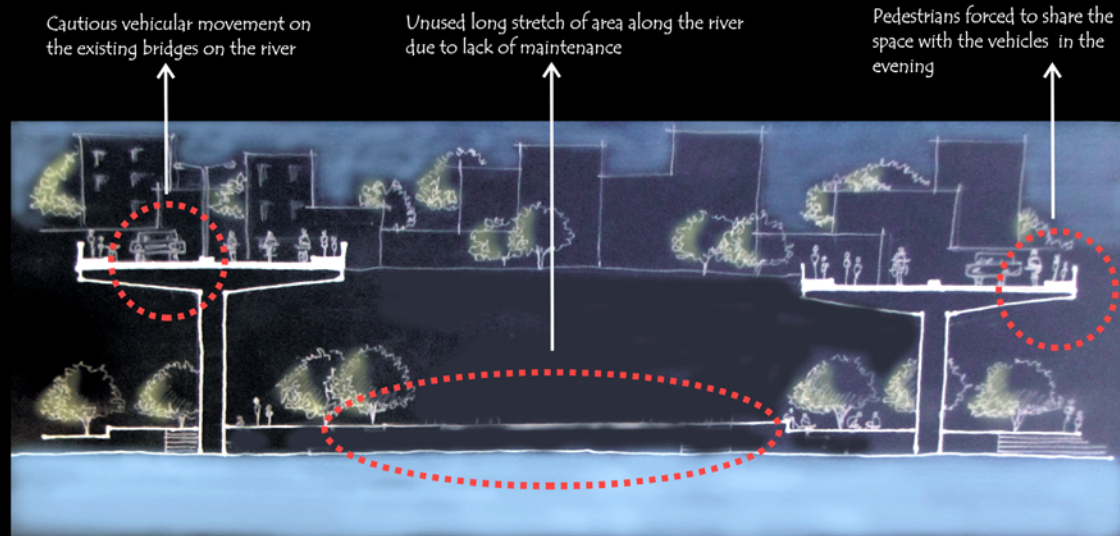 Cautious vehicular movement on
the existing bridges on the river
Unused long stretch of area along the river
due to lack of maintenance
Pedestrians forced to share the
space with the vehicles in the
evening